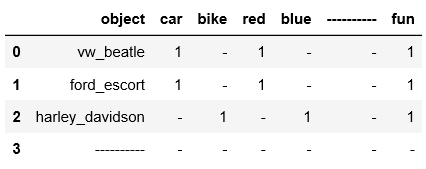 object car bike red blue ---------- fun
0 vw_beatle 1 - 1 - - 1
1 ford_escort 1 - 1 - - 1
2 harley_davidson - 1 - 1 - 1
3 ---------- - - - - - -